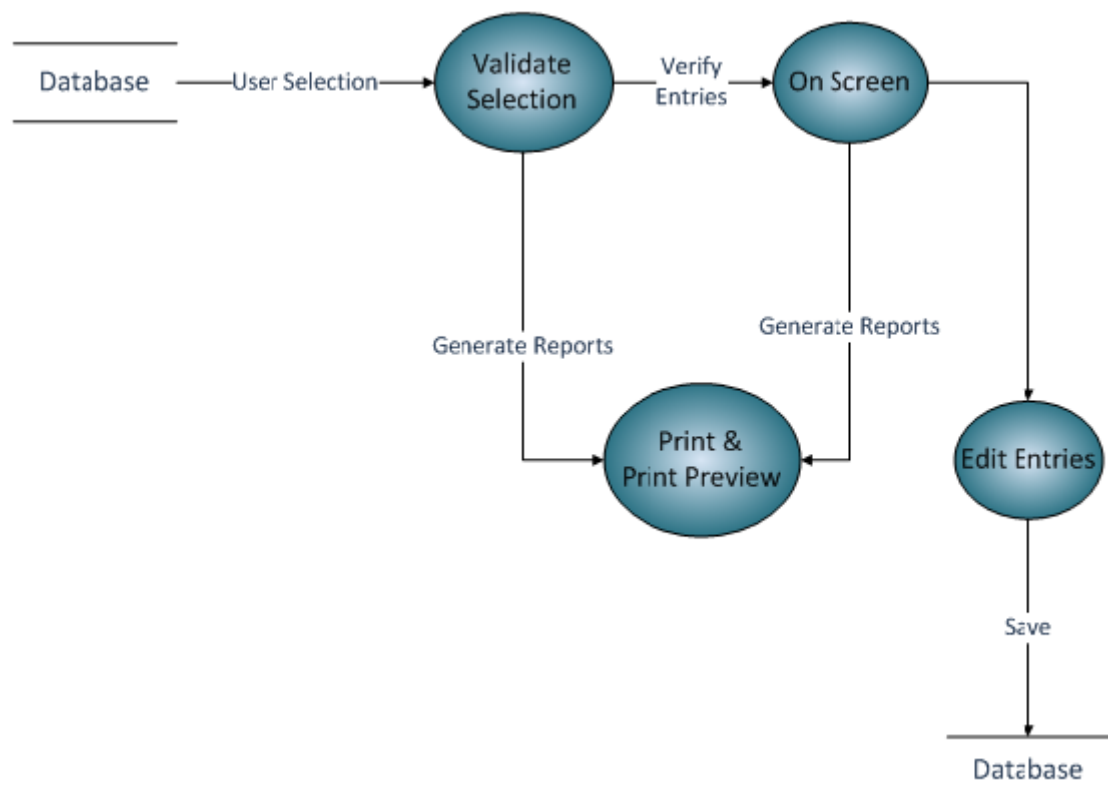 Database
User Selection
Validate
Selection
Verify
Entries
On Screen
Generate Reports
Generate Reports
Print &
Print Preview
Edit Entries
Save
Database